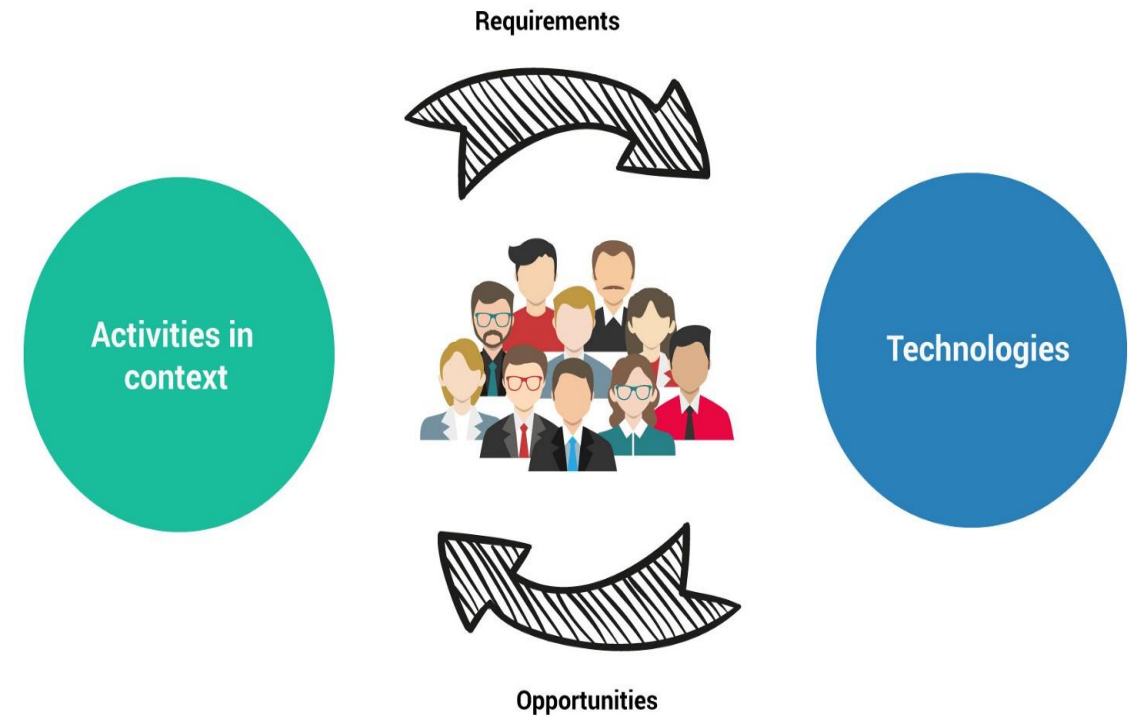 Requirements
Activities in
context
Technologies
Opportunities